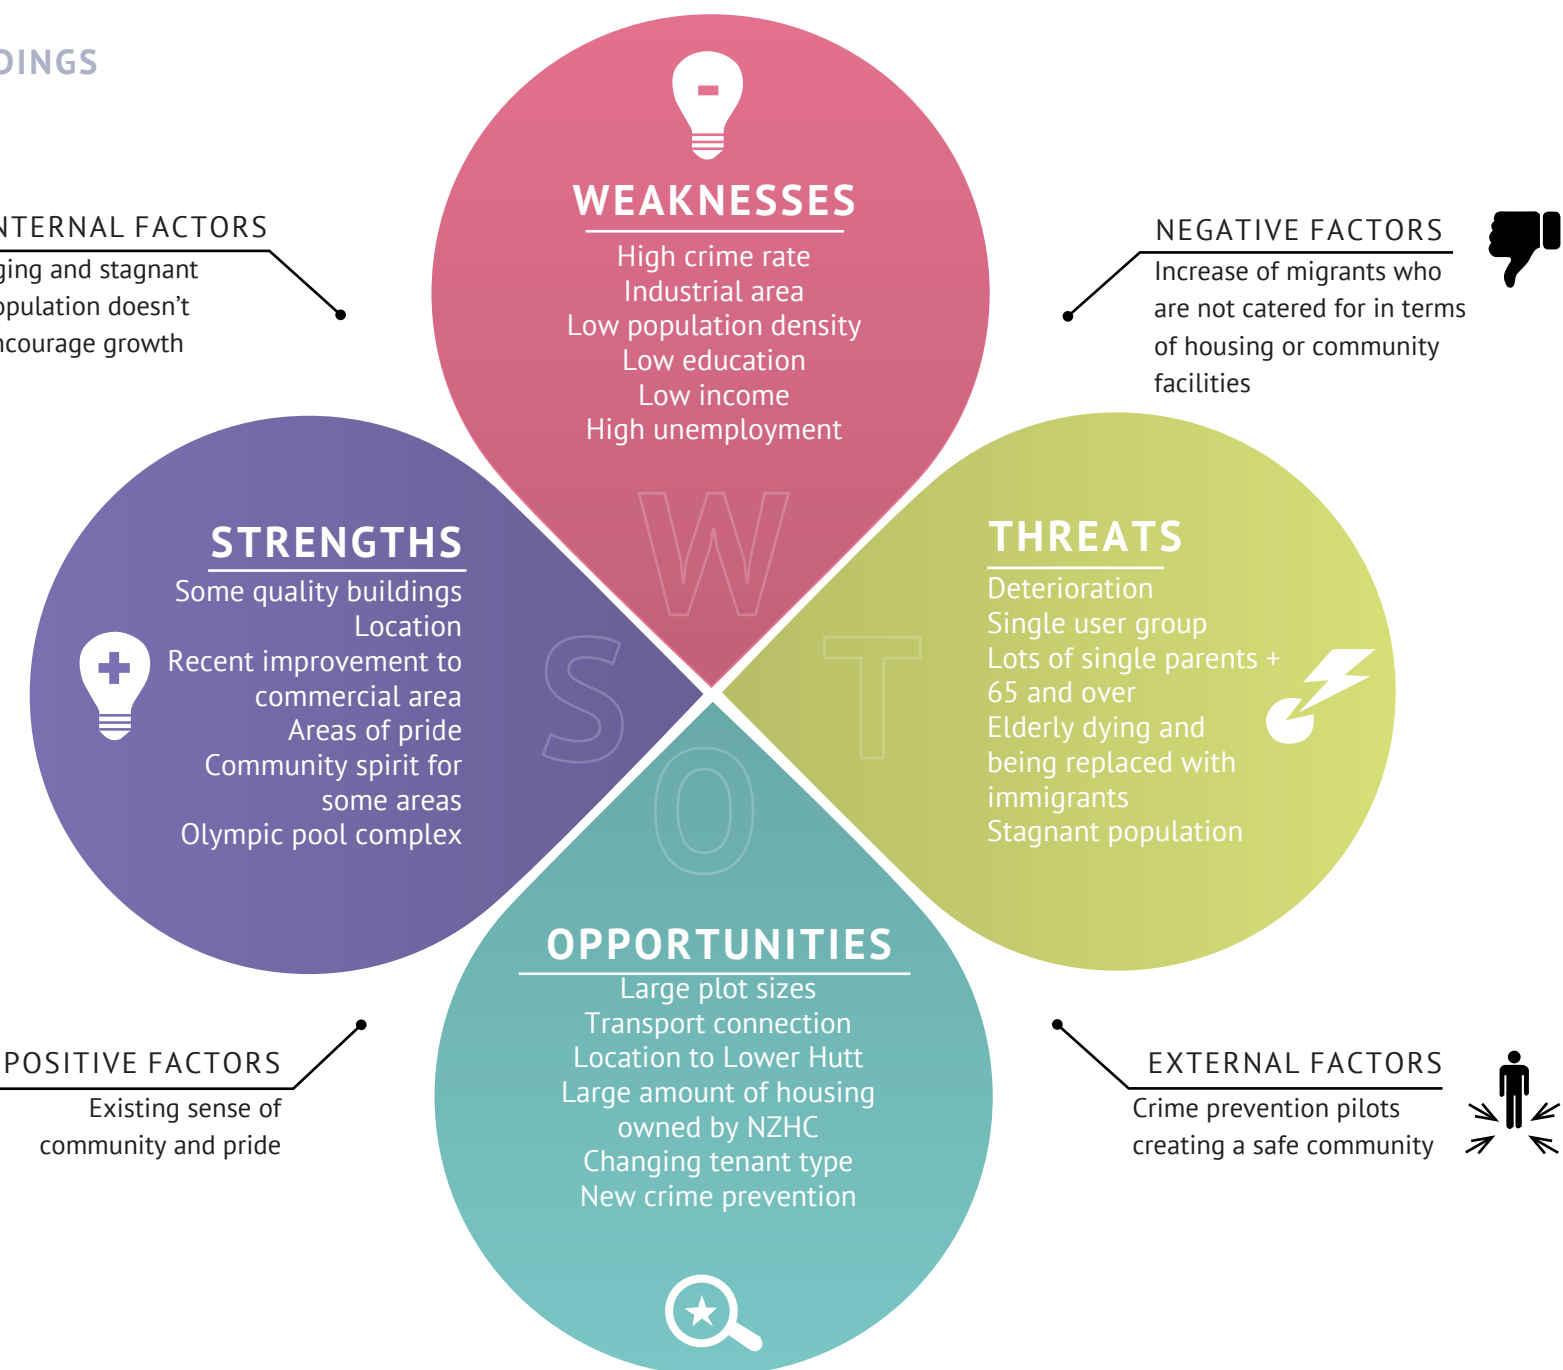 DINGS
WEAKNESSES
High crime rate
Industrial area
Low population density
Low education
Low income
High unemployment
NTERNAL FACTORS
ging and stagnant
opulation doesn't
ncourage growth
NEGATIVE FACTORS
Increase of migrants who
are not catered for in terms
of housing or community
facilities
STRENGTHS
Some quality buildings
Location
Recent improvement to
commercial area
Areas of pride
Community spirit for
some areas
Olympic pool complex
W
S
T
O
THREATS
Deterioration
Single user group
Lots of single parents +
65 and over
Elderly dying and
being replaced with
immigrants
Stagnant population
OPPORTUNITIES
Large plot sizes
Transport connection
Location to Lower Hutt
Large amount of housing
owned by NZHC
Changing tenant type
New crime prevention
POSITIVE FACTORS
Existing sense of
community and pride
EXTERNAL FACTORS
Crime prevention pilots
creating a safe community